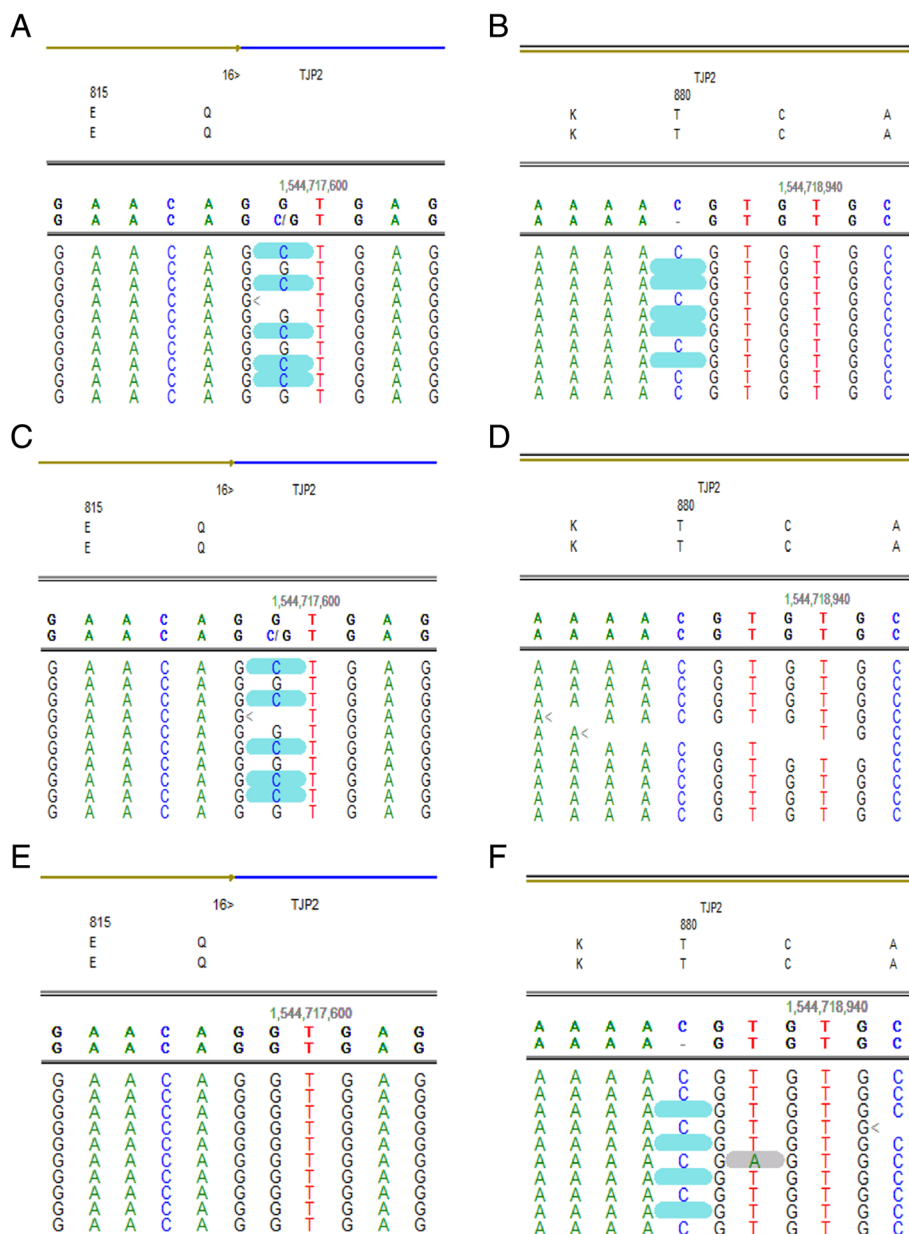 A
16> TJP2
815
E Q
E Q
1,544,717,600
G A A C A G G T G A G
G A A C A G C/G T G A G
G A A C A G C T G A G
G A A C A G G T G A G
G A A C A G C T G A G
G A A C A G< T G A G
G A A C A G G T G A G
G A A C A G C T G A G
G A A C A G G T G A G
G A A C A G C T G A G
G A A C A G C T G A G
G A A C A G G T G A G
B
TJP2
880
K T C A
K T C A
1,544,718,940
A A A A C G T G T G C
A A A A - G T G T G C
A A A A C G T G T G C
A A A A G T G T G C
A A A A G T G T G C
A A A A C G T G T G C
A A A A G T G T G C
A A A A G T G T G C
A A A A C G T G T G C
A A A A G T G T G C
A A A A C G T G T G C
A A A A C G T G T G C
C
16> TJP2
815
E Q
E Q
1,544,717,600
G A A C A G G T G A G
G A A C A G C/G T G A G
G A A C A G C T G A G
G A A C A G G T G A G
G A A C A G C T G A G
G A A C A G< T G A G
G A A C A G G T G A G
G A A C A G C T G A G
G A A C A G G T G A G
G A A C A G C T G A G
G A A C A G C T G A G
G A A C A G G T G A G
D
TJP2
880
K T C A
K T C A
1,544,718,940
A A A A C G T G T G C
A A A A C G T G T G C
A A A A C G T G T G C
A A A A C G T G T G C
A A A A C G T G T G C
A< A A C G T G T G C
A A< T G C
A A A A C G T C
A A A A C G T G T G C
A A A A C G T G T G C
A A A A C G T G T G C
A A A A C G T G T G C
E
16> TJP2
815
E Q
E Q
1,544,717,600
G A A C A G G T G A G
G A A C A G G T G A G
G A A C A G G T G A G
G A A C A G G T G A G
G A A C A G G T G A G
G A A C A G G T G A G
G A A C A G G T G A G
G A A C A G G T G A G
G A A C A G G T G A G
G A A C A G G T G A G
G A A C A G G T G A G
G A A C A G G T G A G
F
TJP2
880
K T C A
K T C A
1,544,718,940
A A A A C G T G T G C
A A A A - G T G T G C
A A A A C G T G T G C
A A A A C G T G T G C
A A A A G T G T G C
A A A A C G T G T G<
A A A A G T G T G C
A A A A C G A G T G C
A A A A G T G T G C
A A A A C G T G T G C
A A A A G T G T G C
A A A A C G T G T G C